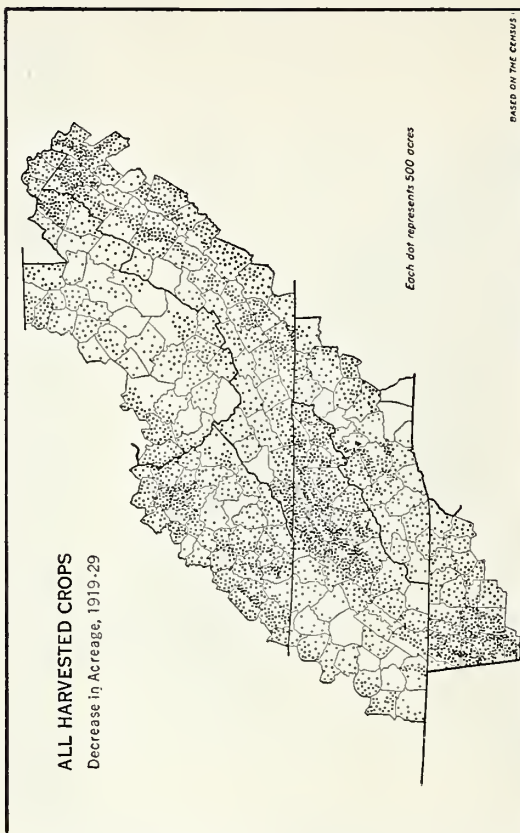 ALL HARVESTED CROPS
Decrease in Acreage, 1919-29
Each dot represents 500 acres
BASED ON THE CENSUS